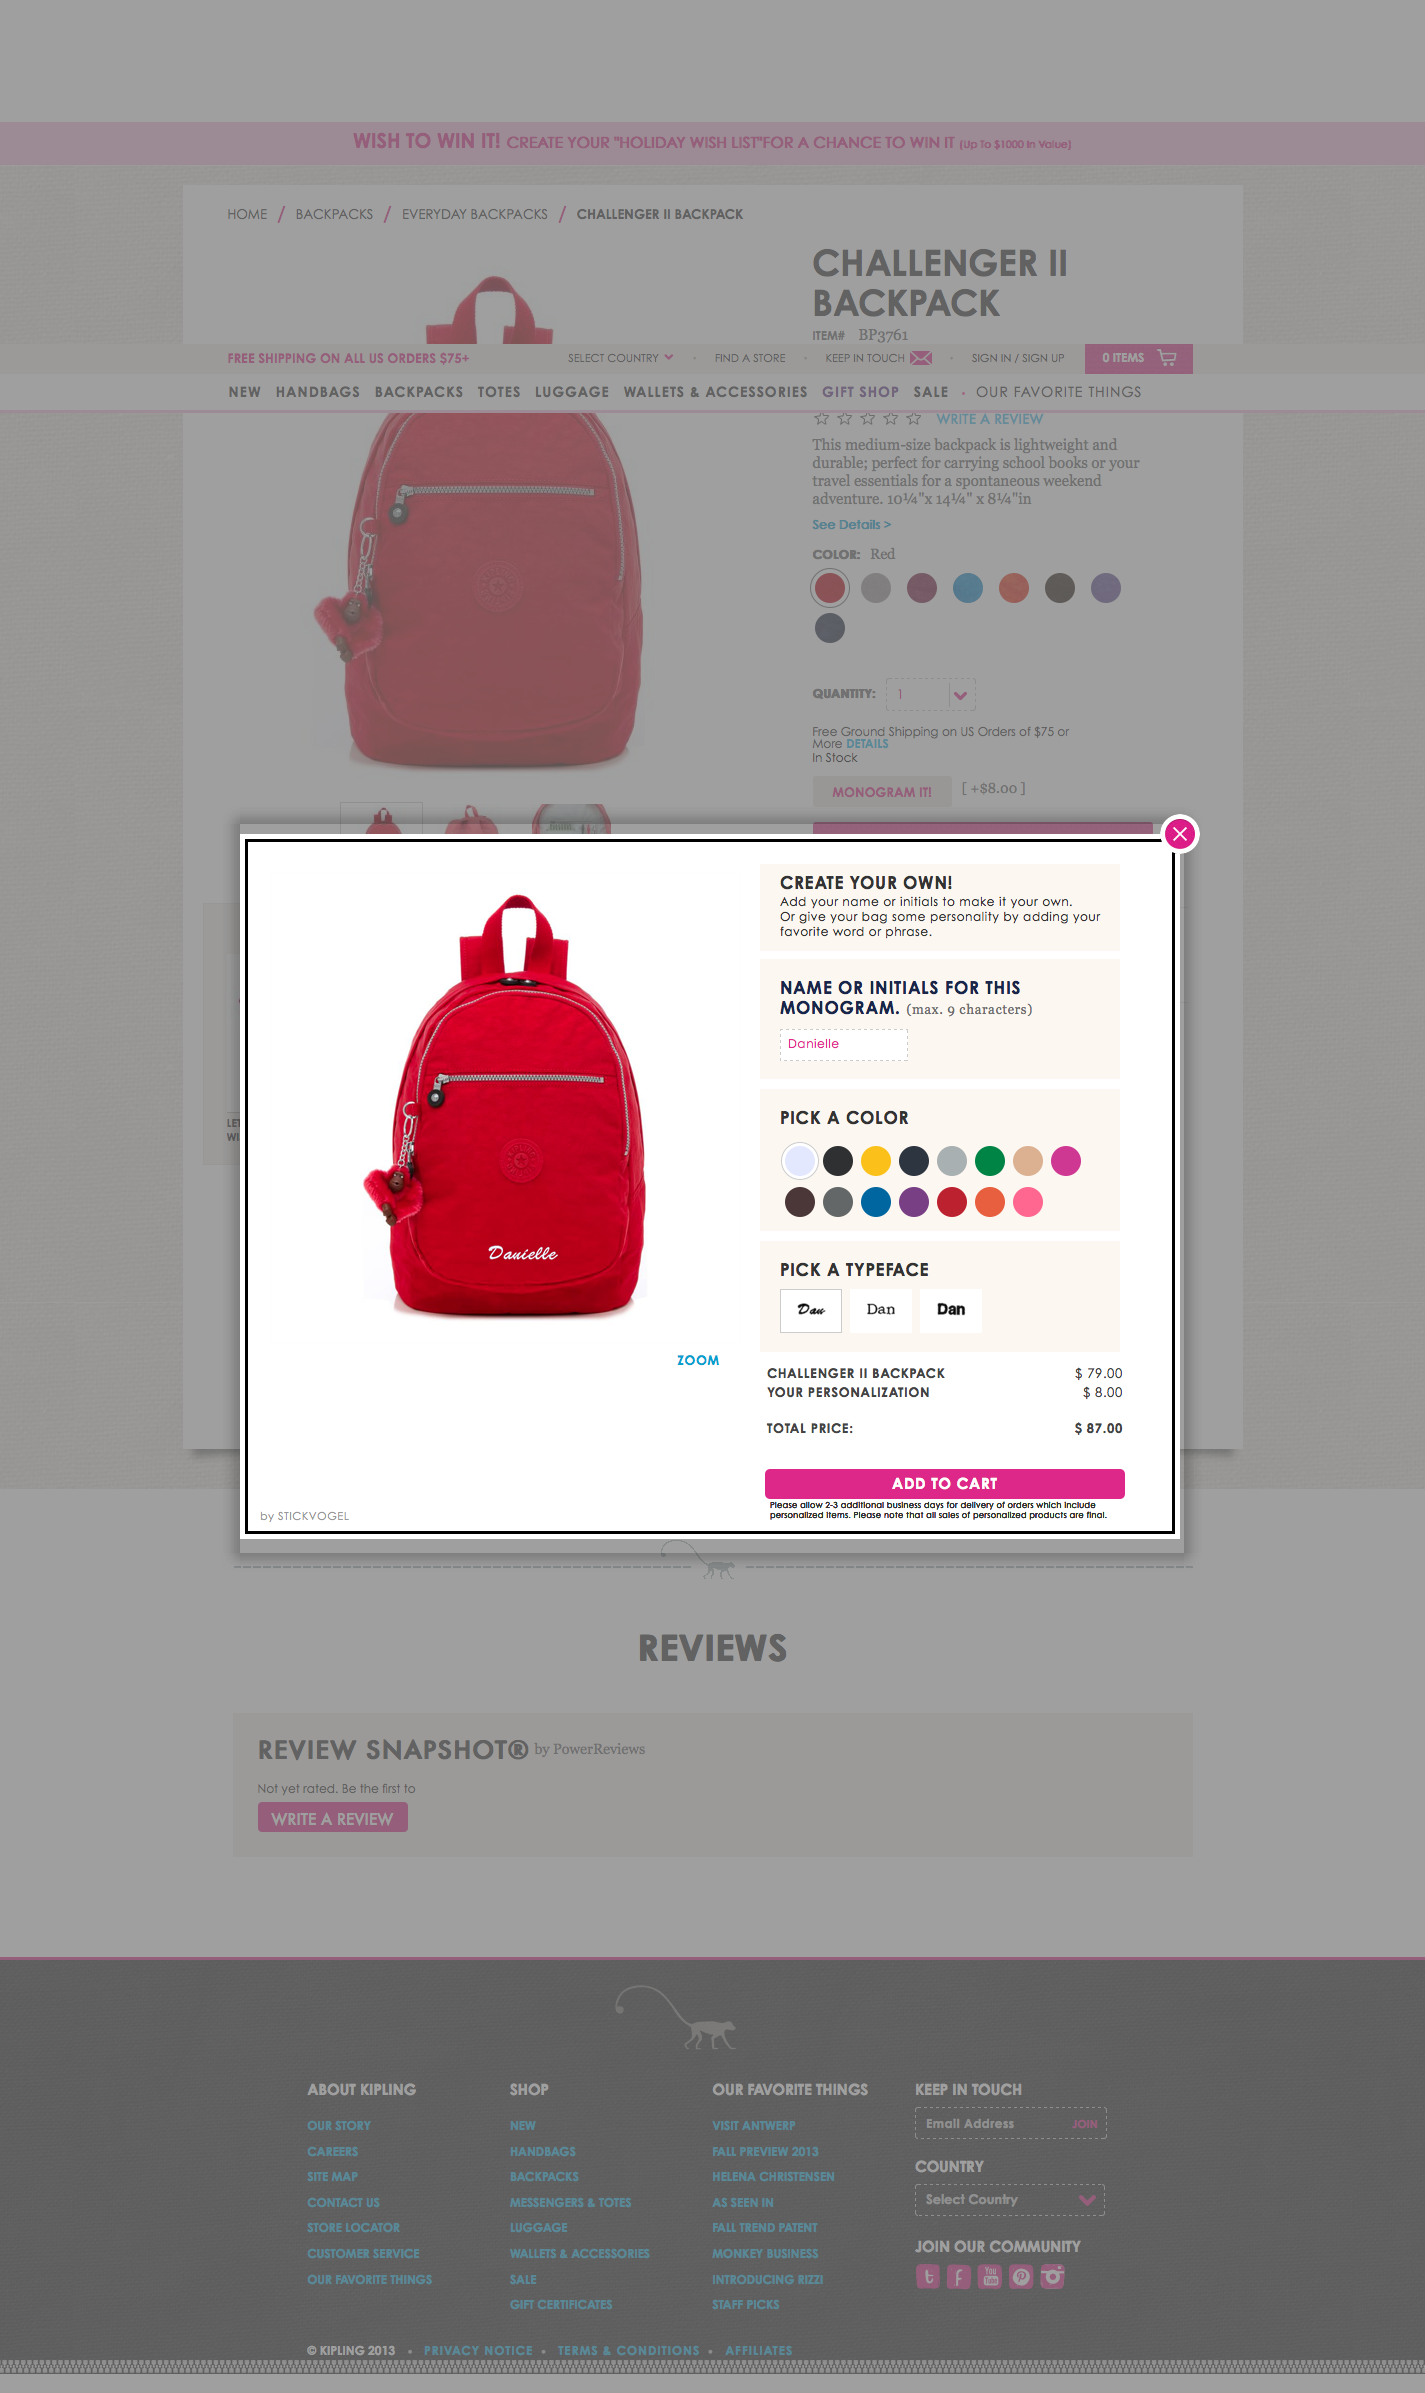 WISH TO WIN IT! CREATE YOUR "HOLIDAY WISH LIST"FOR A CHANCE TO WIN IT (Up To $1000 In Value)
HOME / BACKPACKS / EVERYDAY BACKPACKS / CHALLENGER II BACKPACK
CHALLENGER II
BACKPACK
ITEM# BP3761
FREE SHIPPING ON ALL US ORDERS $75+
SELECT COUNTRY • FIND A STORE • KEEP IN TOUCH • SIGN IN / SIGN UP
0 ITEMS
NEW HANDBAGS BACKPACKS TOTES LUGGAGE WALLETS & ACCESSORIES GIFT SHOP SALE • OUR FAVORITE THINGS
WRITE A REVIEW
This medium-size backpack is lightweight and
durable; perfect for carrying school books or your
travel essentials for a spontaneous weekend
adventure. 10¼"x 14¼" x 8¼"in
See Details >
COLOR: Red
QUANTITY: 1
Free Ground Shipping on US Orders of $75 or
More DETAILS
In Stock
MONOGRAM IT! [ +$8.00 ]
LET
WI
CREATE YOUR OWN!
Add your name or initials to make it your own.
Or give your bag some personality by adding your
favorite word or phrase.
NAME OR INITIALS FOR THIS
MONOGRAM. (max. 9 characters)
Danielle
PICK A COLOR
Danielle
PICK A TYPEFACE
Dan Dan Dan
ZOOM
CHALLENGER II BACKPACK $ 79.00
YOUR PERSONALIZATION $ 8.00
TOTAL PRICE: $ 87.00
ADD TO CART
Please allow 2-3 additional business days for delivery of orders which include
personalized items. Please note that all sales of personalized products are final.
by STICKVOGEL
REVIEWS
REVIEW SNAPSHOT® by PowerReviews
Not yet rated. Be the first to
WRITE A REVIEW
ABOUT KIPLING
OUR STORY
CAREERS
SITE MAP
CONTACT US
STORE LOCATOR
CUSTOMER SERVICE
OUR FAVORITE THINGS
SHOP
NEW
HANDBAGS
BACKPACKS
MESSENGERS & TOTES
LUGGAGE
WALLETS & ACCESSORIES
SALE
GIFT CERTIFICATES
OUR FAVORITE THINGS
VISIT ANTWERP
FALL PREVIEW 2013
HELENA CHRISTENSEN
AS SEEN IN
FALL TREND PATENT
MONKEY BUSINESS
INTRODUCING RIZZI
STAFF PICKS
KEEP IN TOUCH
Email Address JOIN
COUNTRY
Select Country
JOIN OUR COMMUNITY
You Tube
© KIPLING 2013 • PRIVACY NOTICE • TERMS & CONDITIONS • AFFILIATES